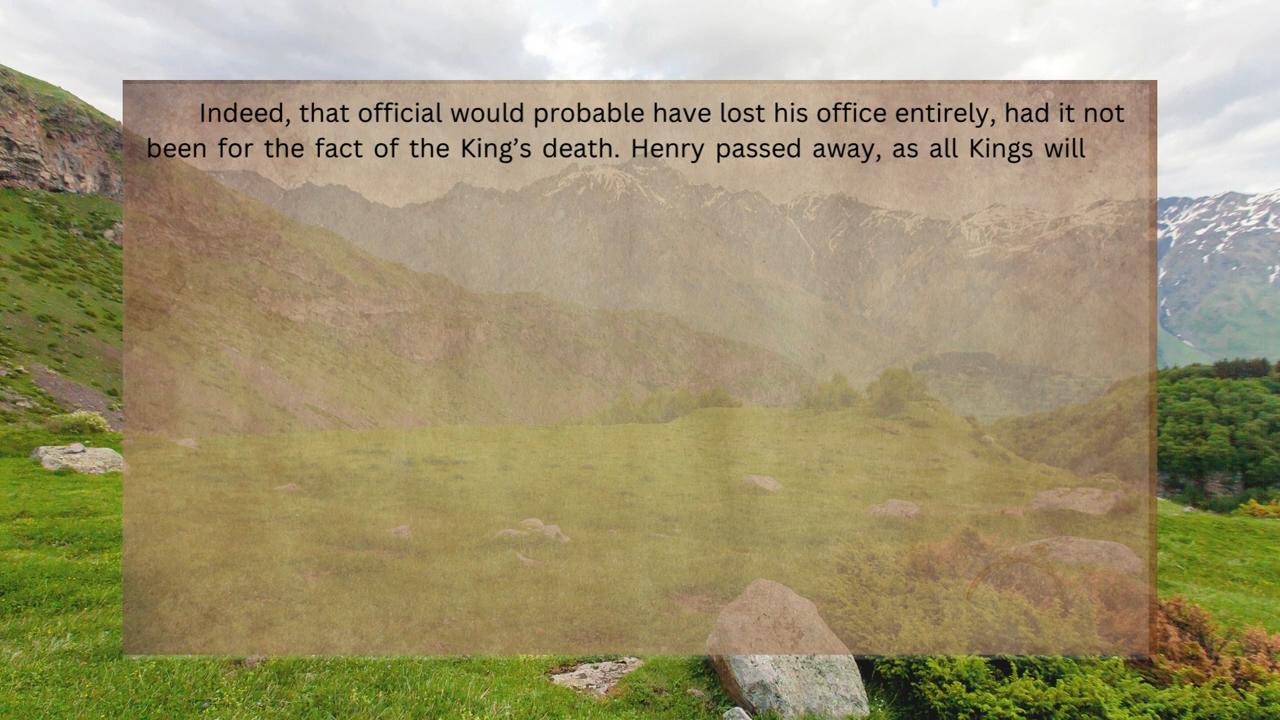 Indeed, that official would probable have lost his office entirely, had it not
been for the fact of the King’s death. Henry passed away, as all Kings will